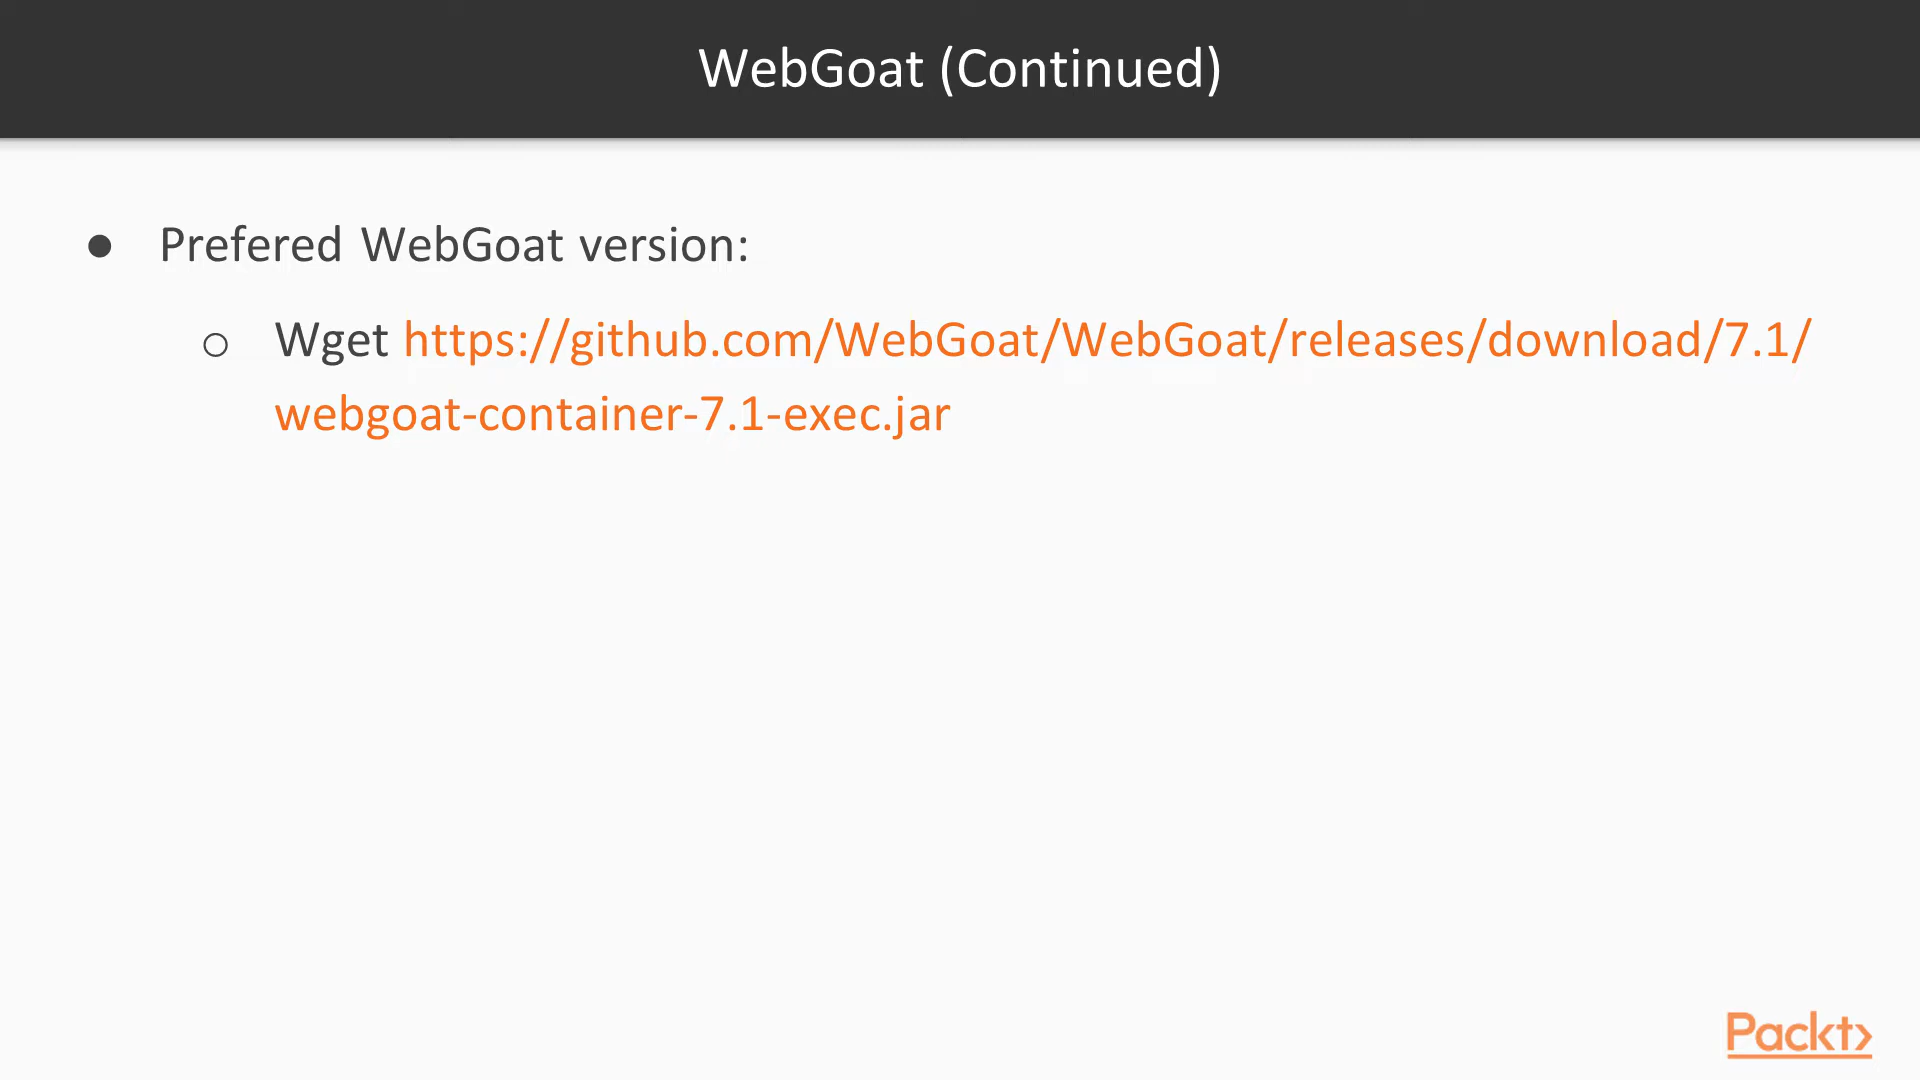 WebGoat (Continued)
● Prefered WebGoat version:
○ Wget https://github.com/WebGoat/WebGoat/releases/download/7.1/
webgoat-container-7.1-exec.jar
Packt>